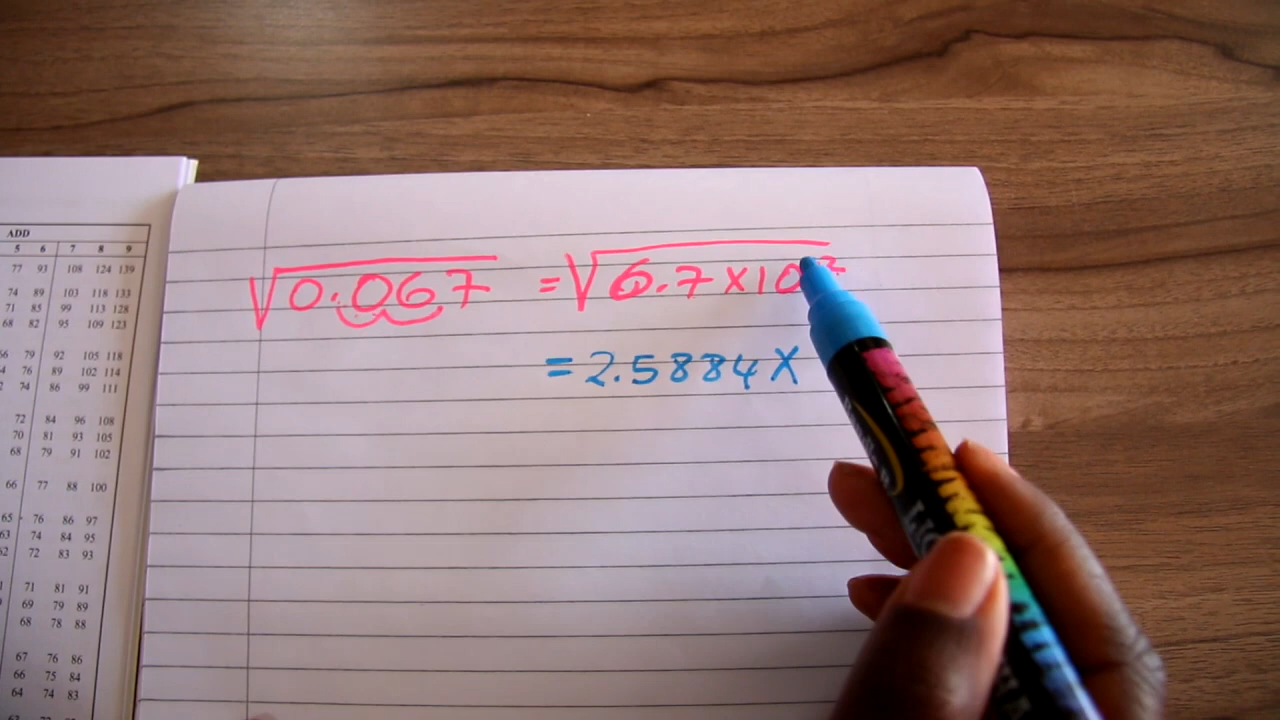 ADD
5 6 7 8 9
77 93 108 124 139
74 89 103 118 133
71 85 99 113 128
68 82 95 109 123
66 79 92 105 118
76 89 102 114
74 86 99 111
72 84 96 108
70 81 93 105
68 79 91 102
66 77 88 100
65 76 86 97
63 74 84 95
62 72 83 93
71 81 91
69 79 89
68 78 88
67 76 86
66 75 84
64 74 83
√0.067 = √6.7×10
= 2.5884×